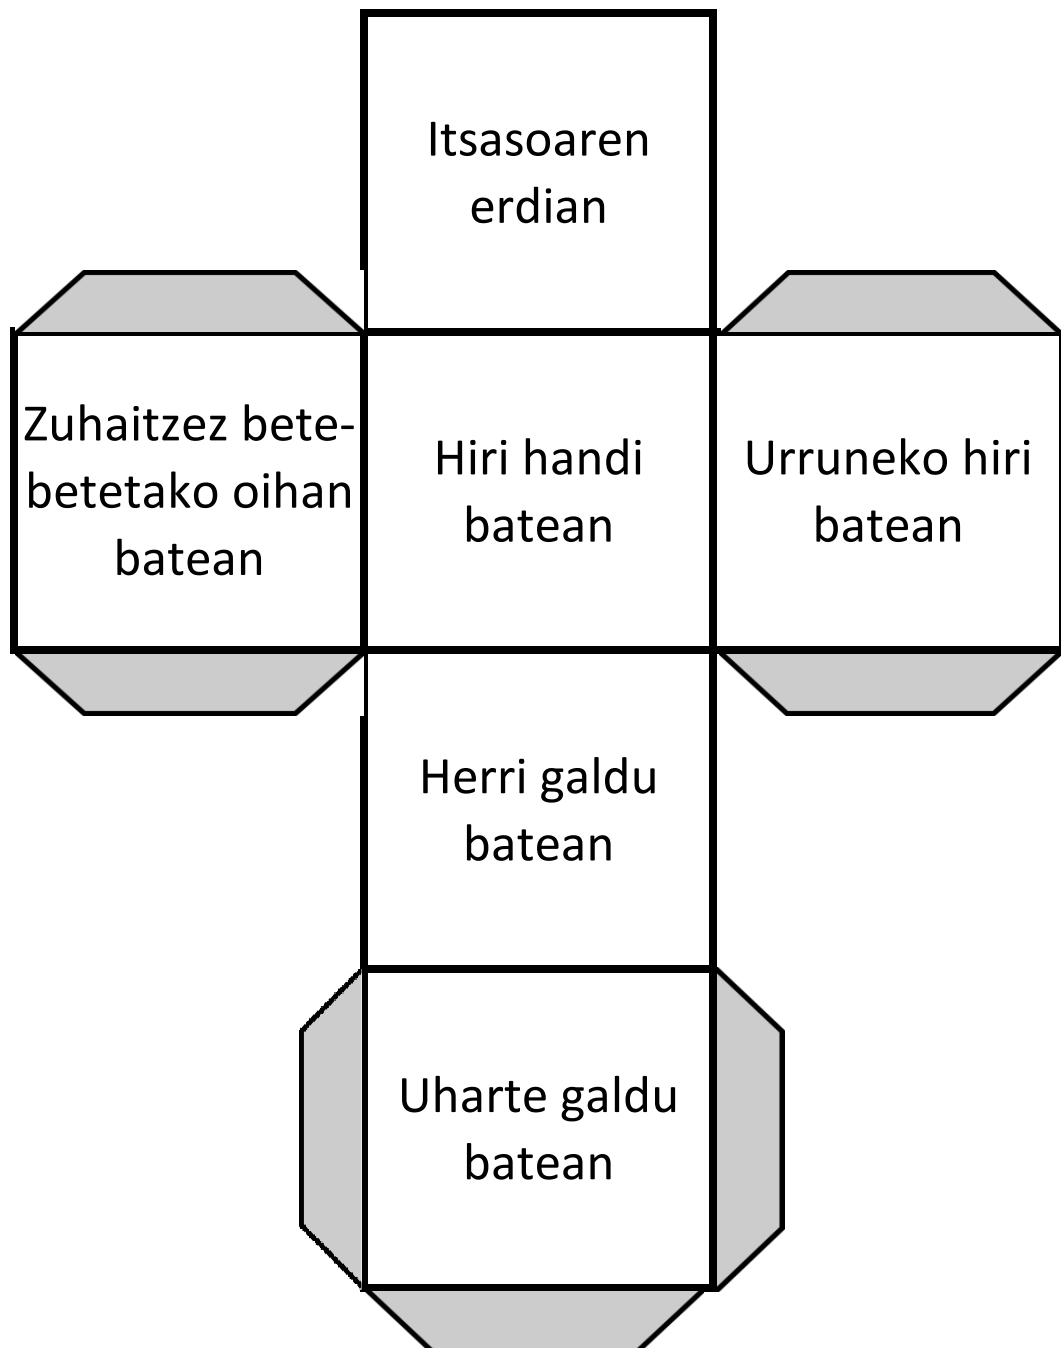 Itsasoaren
erdian
Zuhaitzez bete-
betetako oihan
batean
Hiri handi
batean
Urruneko hiri
batean
Herri galdu
batean
Uharte galdu
batean